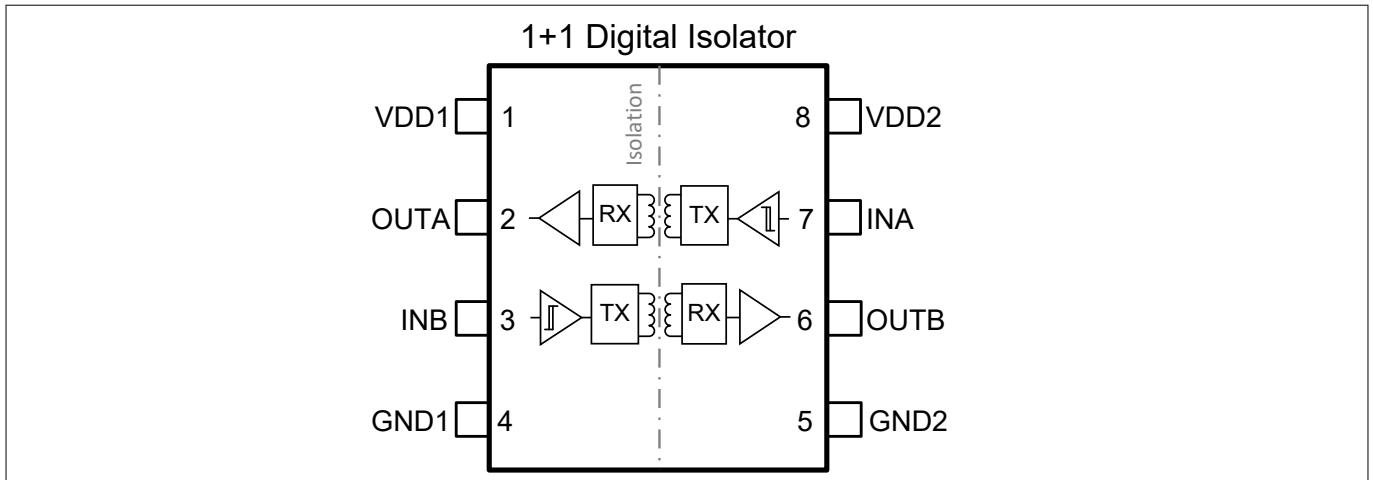 1+1 Digital Isolator
Isolation
VDD1 1 8 VDD2
OUTA 2 RX TX 7 INA
INB 3 TX RX 6 OUTB
GND1 4 5 GND2